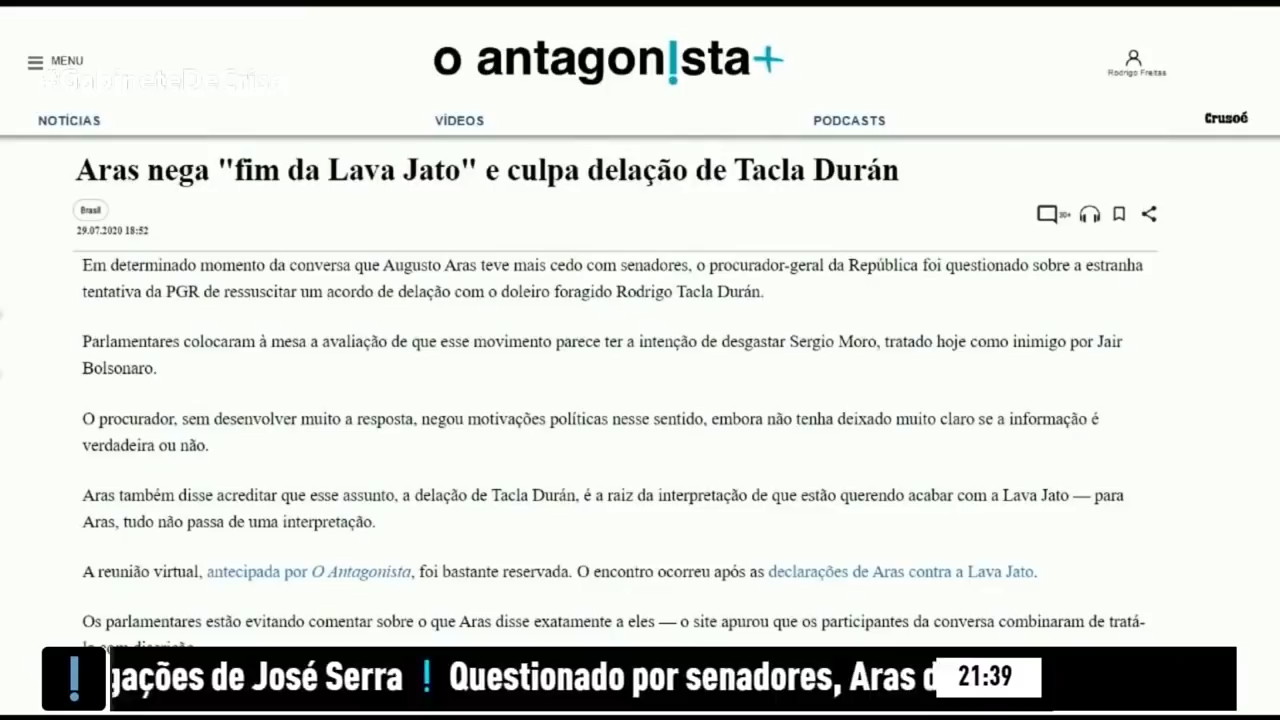 MENU
o antagon!sta+
Rodrigo Freitas
#GabineteDeCrise
NOTÍCIAS
VÍDEOS
PODCASTS
Crusoé
Aras nega "fim da Lava Jato" e culpa delação de Tacla Durán
Brasil
29.07.2020 18:52
30+
Em determinado momento da conversa que Augusto Aras teve mais cedo com senadores, o procurador-geral da República foi questionado sobre a estranha
tentativa da PGR de ressuscitar um acordo de delação com o doleiro foragido Rodrigo Tacla Durán.
Parlamentares colocaram à mesa a avaliação de que esse movimento parece ter a intenção de desgastar Sergio Moro, tratado hoje como inimigo por Jair
Bolsonaro.
O procurador, sem desenvolver muito a resposta, negou motivações políticas nesse sentido, embora não tenha deixado muito claro se a informação é
verdadeira ou não.
Aras também disse acreditar que esse assunto, a delação de Tacla Durán, é a raiz da interpretação de que estão querendo acabar com a Lava Jato — para
Aras, tudo não passa de uma interpretação.
A reunião virtual, antecipada por O Antagonista, foi bastante reservada. O encontro ocorreu após as declarações de Aras contra a Lava Jato.
Os parlamentares estão evitando comentar sobre o que Aras disse exatamente a eles — o site apurou que os participantes da conversa combinaram de tratá-
gações de José Serra ! Questionado por senadores, Aras d
21:39